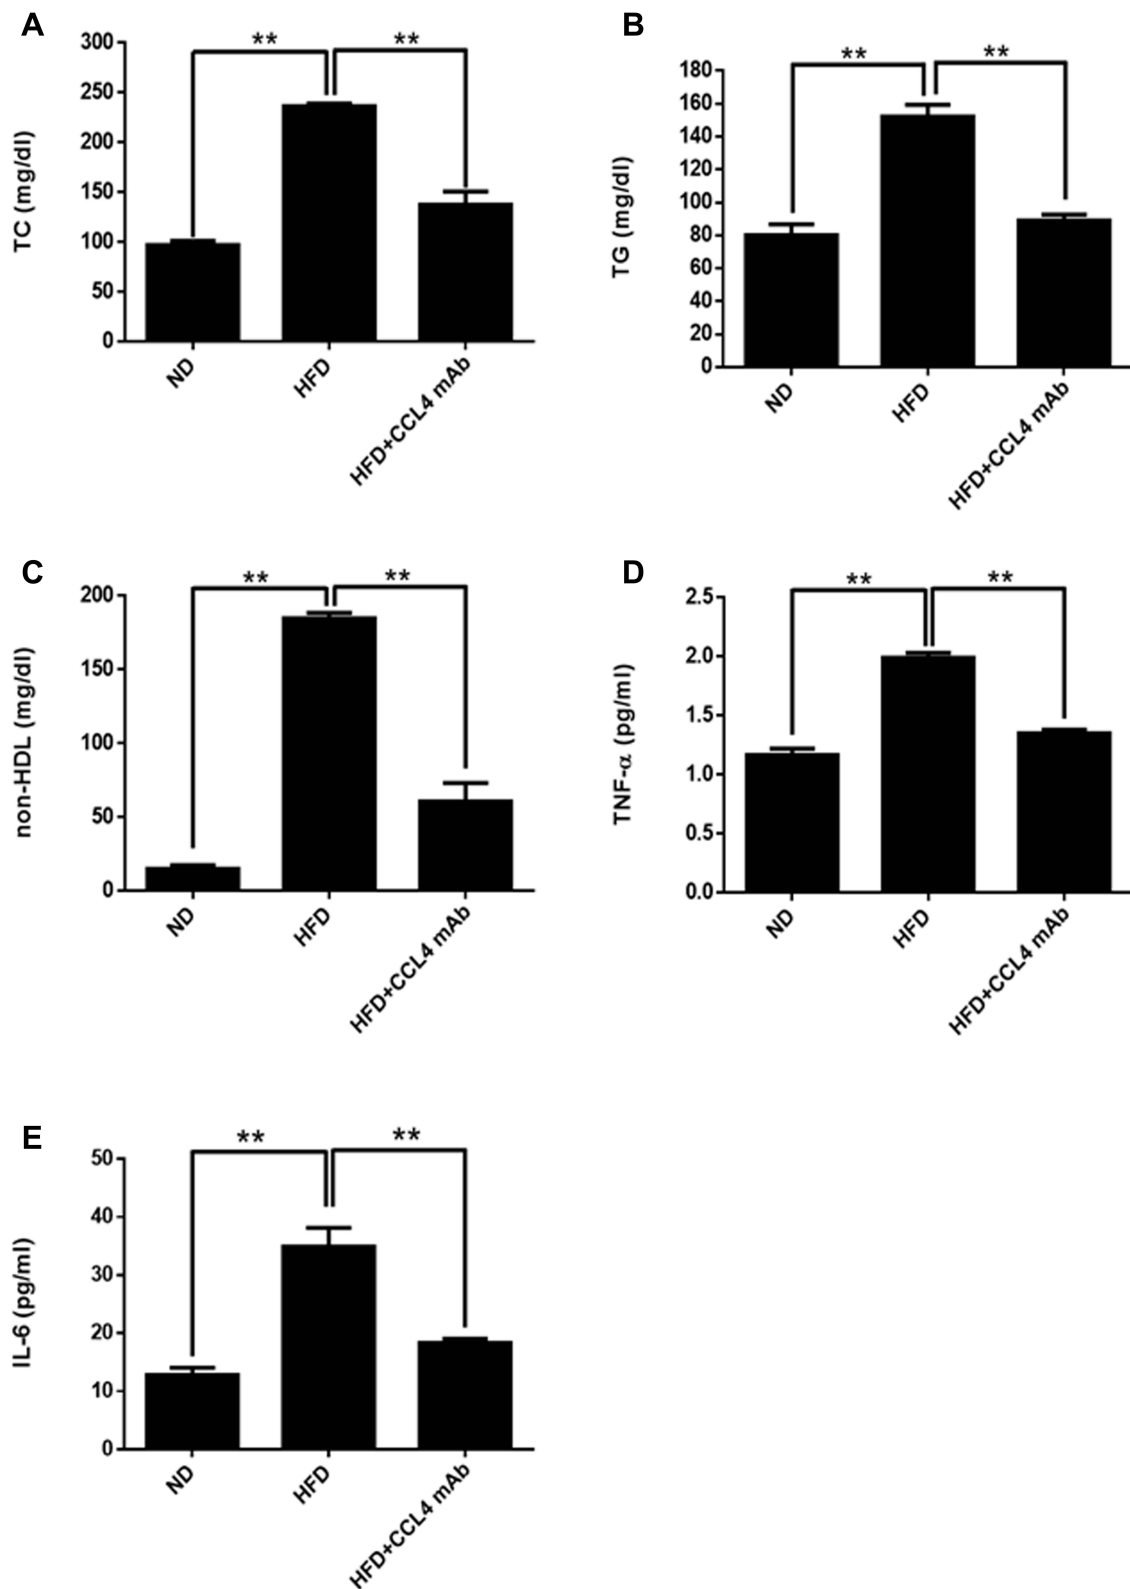 A
TC (mg/dl)
300
250
200
150
100
50
0
** **
ND
HFD
HFD+CCL4 mAb
B
TG (mg/dl)
180
160
140
120
100
80
60
40
20
0
** **
ND
HFD
HFD+CCL4 mAb
C
non-HDL (mg/dl)
200
150
100
50
0
** **
ND
HFD
HFD+CCL4 mAb
D
TNF-α (pg/ml)
2.5
2.0
1.5
1.0
0.5
0.0
** **
ND
HFD
HFD+CCL4 mAb
E
IL-6 (pg/ml)
50
40
30
20
10
0
** **
ND
HFD
HFD+CCL4 mAb